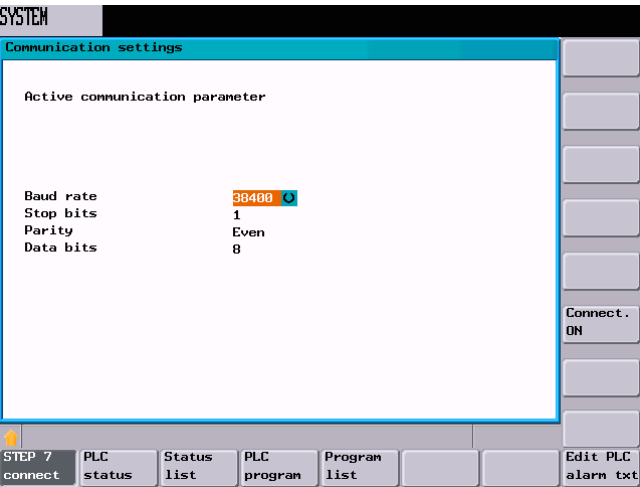 SYSTEM
Communication settings
Active communication parameter
Baud rate 38400
Stop bits 1
Parity Even
Data bits 8
Connect.
ON
STEP 7 connect
PLC status
Status list
PLC program
Program list
Edit PLC alarm txt